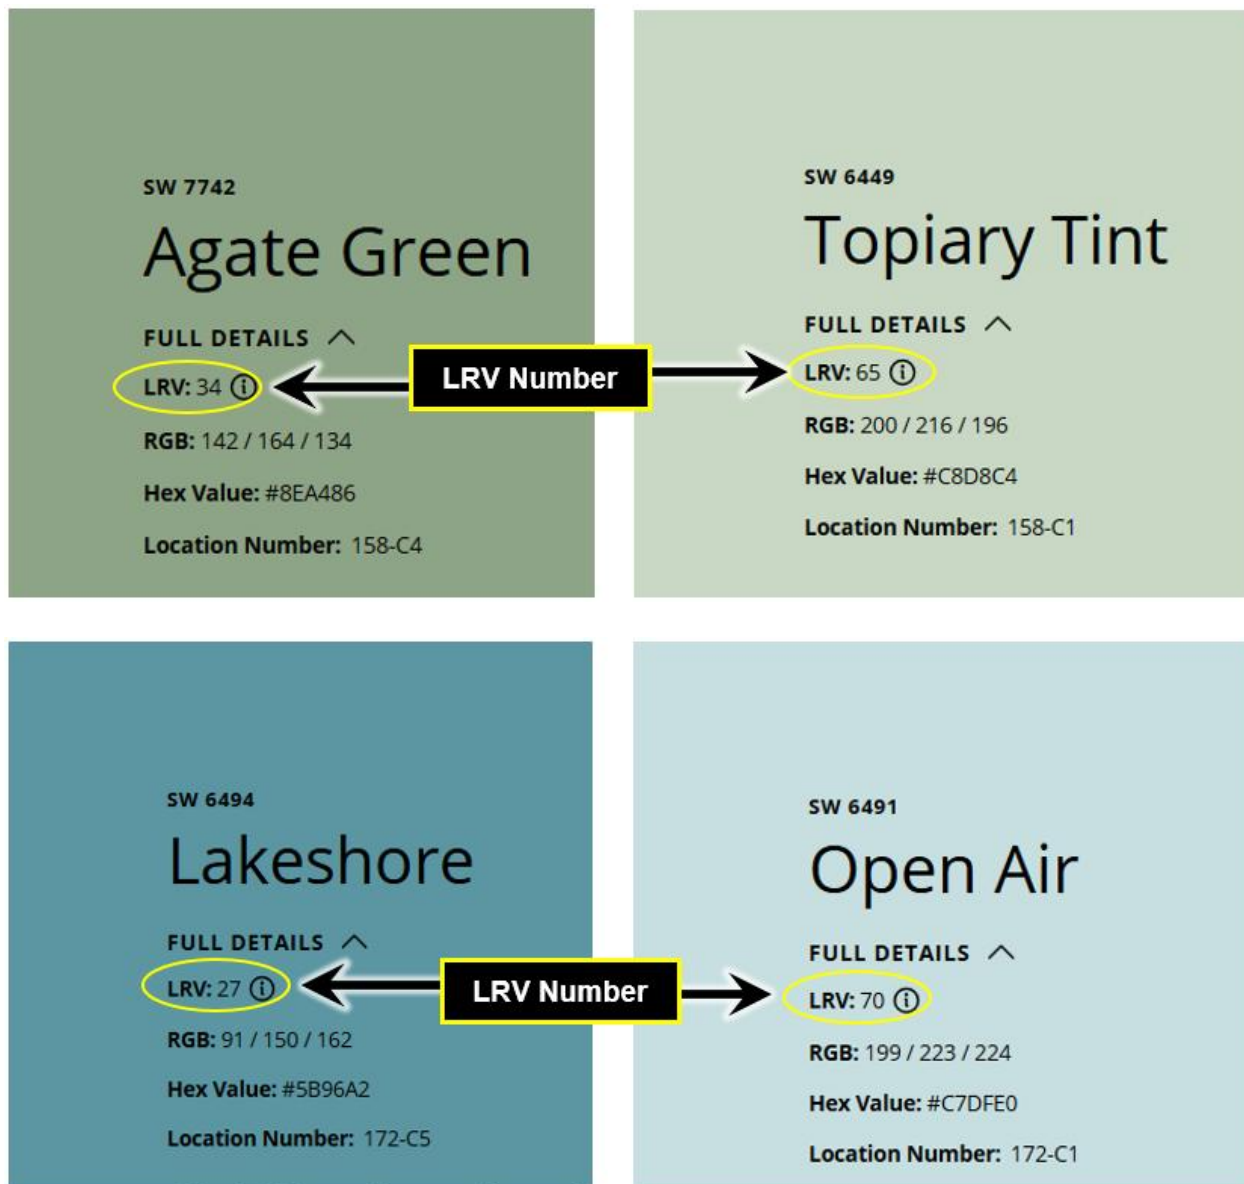 SW 7742
Agate Green
FULL DETAILS
LRV: 34
RGB: 142 / 164 / 134
Hex Value: #8EA486
Location Number: 158-C4
LRV Number
SW 6449
Topiary Tint
FULL DETAILS
LRV: 65
RGB: 200 / 216 / 196
Hex Value: #C8D8C4
Location Number: 158-C1
SW 6494
Lakeshore
FULL DETAILS
LRV: 27
RGB: 91 / 150 / 162
Hex Value: #5B96A2
Location Number: 172-C5
LRV Number
SW 6491
Open Air
FULL DETAILS
LRV: 70
RGB: 199 / 223 / 224
Hex Value: #C7DFE0
Location Number: 172-C1